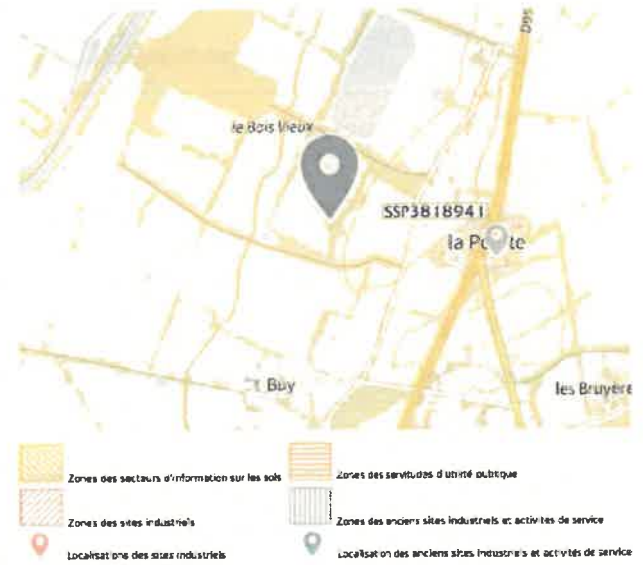 D95
le Bois Vieux
SSP3818941
la Po te
Buy
les Bruyère
Zones des secteurs d'information sur les sols
Zones des servitudes d'utilité publique
Zones des sites industriels
Zones des anciens sites industriels et activités de service
Localisations des sites industriels
Localisation des anciens sites industriels et activités de service